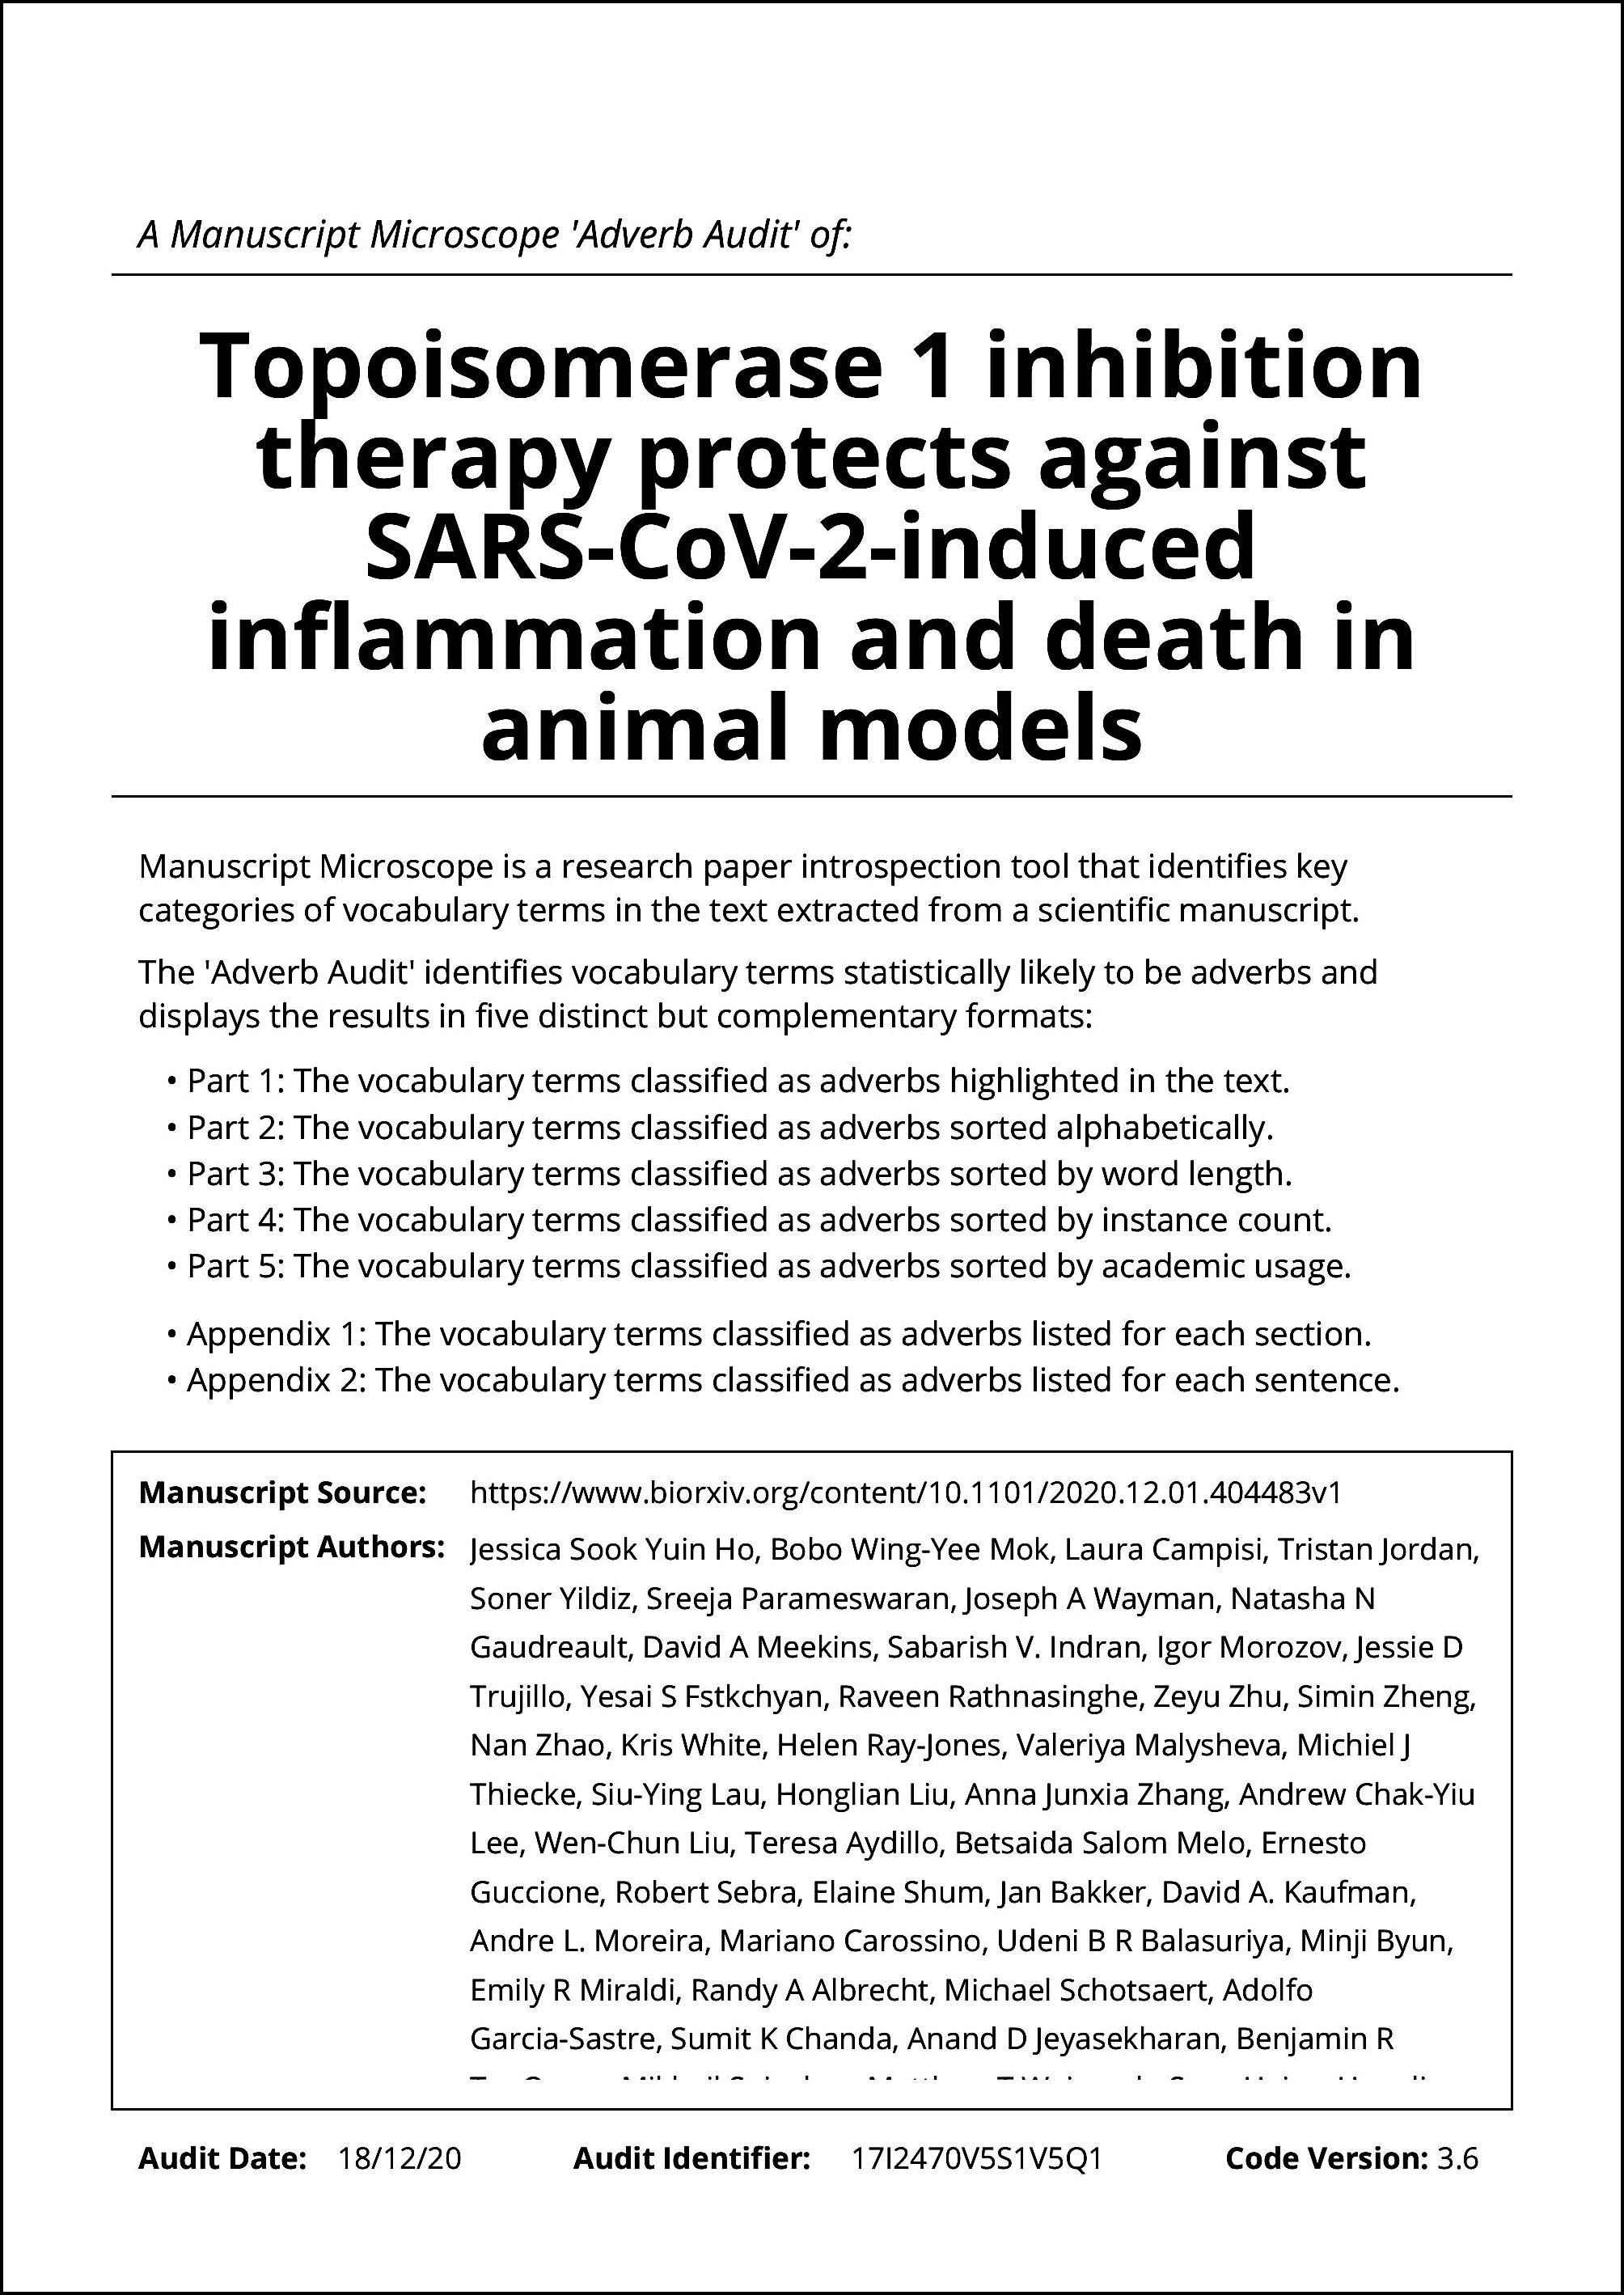 A Manuscript Microscope 'Adverb Audit' of:
Topoisomerase 1 inhibition
therapy protects against
SARS-CoV-2-induced
inflammation and death in
animal models
Manuscript Microscope is a research paper introspection tool that identifies key
categories of vocabulary terms in the text extracted from a scientific manuscript.
The 'Adverb Audit' identifies vocabulary terms statistically likely to be adverbs and
displays the results in five distinct but complementary formats:
• Part 1: The vocabulary terms classified as adverbs highlighted in the text.
• Part 2: The vocabulary terms classified as adverbs sorted alphabetically.
• Part 3: The vocabulary terms classified as adverbs sorted by word length.
• Part 4: The vocabulary terms classified as adverbs sorted by instance count.
• Part 5: The vocabulary terms classified as adverbs sorted by academic usage.
• Appendix 1: The vocabulary terms classified as adverbs listed for each section.
• Appendix 2: The vocabulary terms classified as adverbs listed for each sentence.
Manuscript Source: https://www.biorxiv.org/content/10.1101/2020.12.01.404483v1
Manuscript Authors: Jessica Sook Yuin Ho, Bobo Wing-Yee Mok, Laura Campisi, Tristan Jordan,
Soner Yildiz, Sreeja Parameswaran, Joseph A Wayman, Natasha N
Gaudreault, David A Meekins, Sabarish V. Indran, Igor Morozov, Jessie D
Trujillo, Yesai S Fstkchyan, Raveen Rathnasinghe, Zeyu Zhu, Simin Zheng,
Nan Zhao, Kris White, Helen Ray-Jones, Valeriya Malysheva, Michiel J
Thiecke, Siu-Ying Lau, Honglian Liu, Anna Junxia Zhang, Andrew Chak-Yiu
Lee, Wen-Chun Liu, Teresa Aydillo, Betsaida Salom Melo, Ernesto
Guccione, Robert Sebra, Elaine Shum, Jan Bakker, David A. Kaufman,
Andre L. Moreira, Mariano Carossino, Udeni B R Balasuriya, Minji Byun,
Emily R Miraldi, Randy A Albrecht, Michael Schotsaert, Adolfo
Garcia-Sastre, Sumit K Chanda, Anand D Jeyasekharan, Benjamin R
Audit Date: 18/12/20 Audit Identifier: 17I2470V5S1V5Q1 Code Version: 3.6